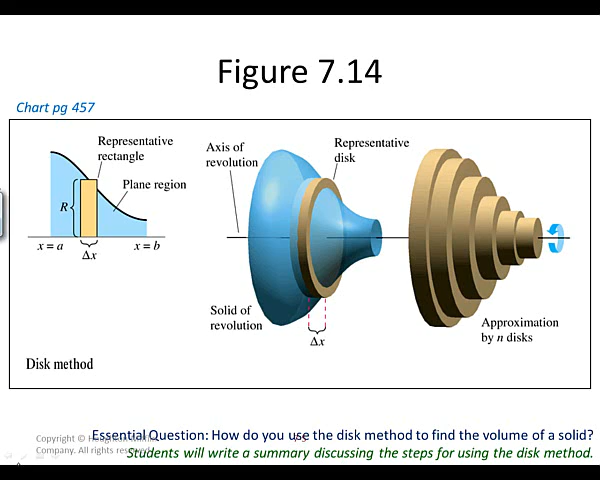 Figure 7.14
Chart pg 457
Representative
rectangle
Plane region
R
x = a
Δx
x = b
Axis of
revolution
Representative
disk
Solid of
revolution
Δx
Approximation
by n disks
Disk method
Essential Question: How do you use the disk method to find the volume of a solid?
Copyright ©
Company. All rights
Students will write a summary discussing the steps for using the disk method.